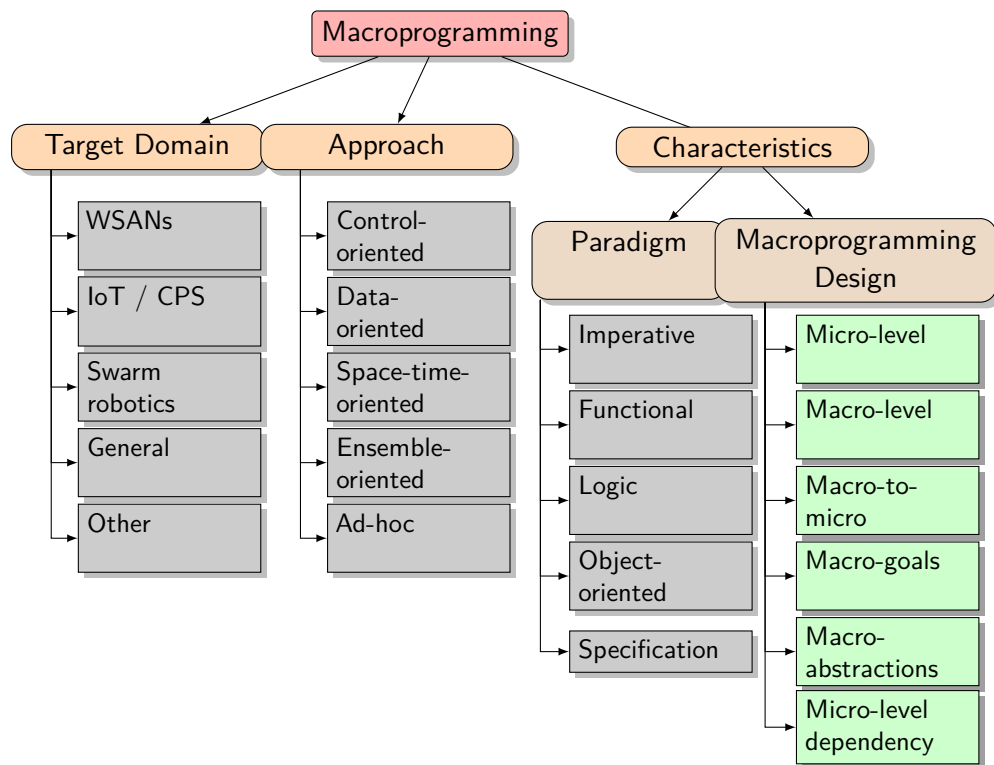 Macroprogramming
Target Domain
WSANs
IoT / CPS
Swarm
robotics
General
Other
Approach
Control-
oriented
Data-
oriented
Space-time-
oriented
Ensemble-
oriented
Ad-hoc
Characteristics
Paradigm
Imperative
Functional
Logic
Object-
oriented
Specification
Macroprogramming
Design
Micro-level
Macro-level
Macro-to-
micro
Macro-goals
Macro-
abstractions
Micro-level
dependency